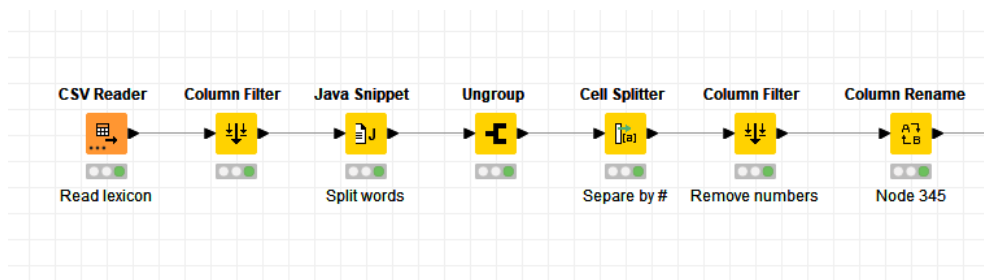 CSV Reader
Column Filter
Java Snippet
Ungroup
Cell Splitter
Column Filter
Column Rename
J
[a]
A
B
Read lexicon
Split words
Separe by #
Remove numbers
Node 345